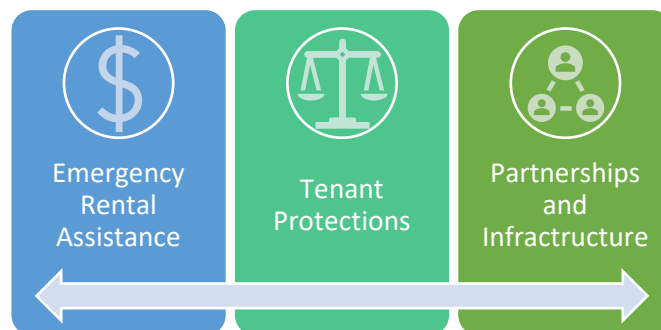 Emergency
Rental
Assistance
Tenant
Protections
Partnerships
and
Infractructure